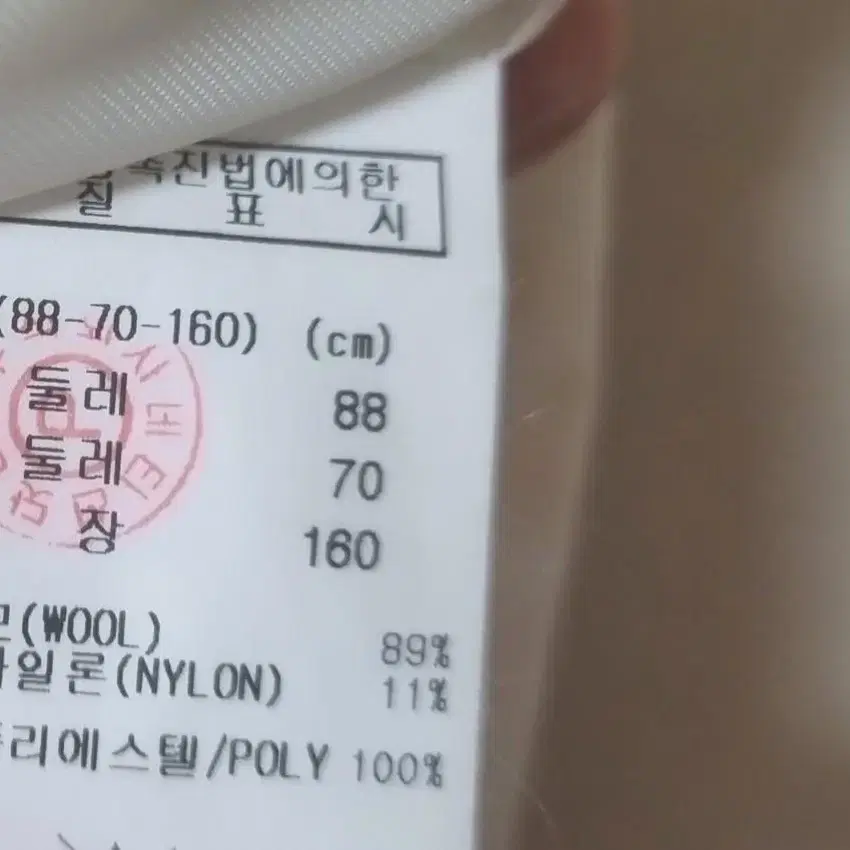 촉진법에의한
질 표 시
(88-70-160) (cm)
둘레 88
둘레 70
장 160
(WOOL) 89%
일론(NYLON) 11%
리에스텔/POLY 100%